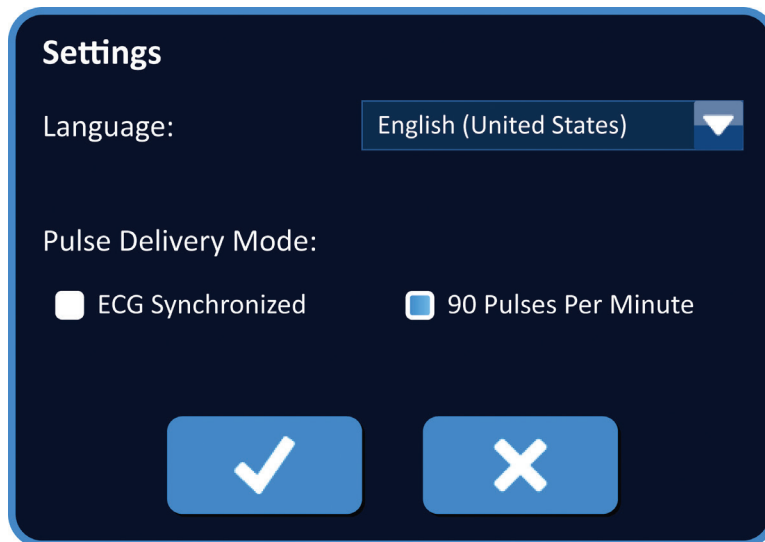 Settings
Language: English (United States)
Pulse Delivery Mode:
ECG Synchronized 90 Pulses Per Minute